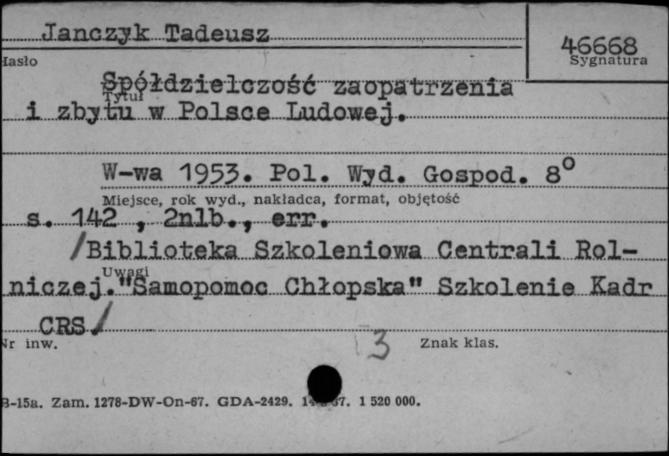 Janczyk Tadeusz
46668
Hasło
Sygnatura
Spółdzielczość zaopatrzenia
Tytuł
i zbytu w Polsce Ludowej.
W-wa 1953. Pol. Wyd. Gospod. 8°
Miejsce, rok wyd., nakładca, format, objętość
s. 142 , 2nlb., err.
/Biblioteka Szkoleniowa Centrali Rol-
Uwagi
niczej."Samopomoc Chłopska" Szkolenie Kadr
CRS/
Nr inw.
3
Znak klas.
B-15a. Zam. 1278-DW-On-67. GDA-2429. 67. 1 520 000.